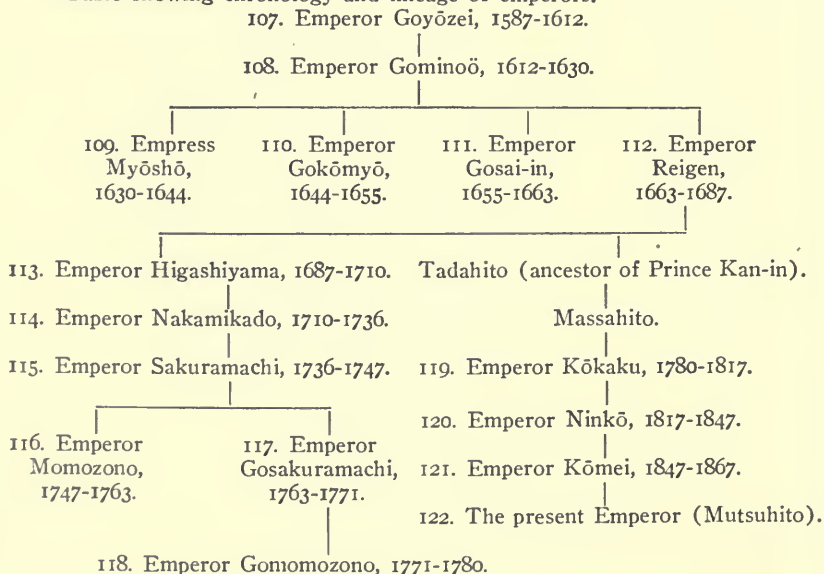 107. Emperor Goyōzei, 1587-1612.
108. Emperor Gominoö, 1612-1630.
109. Empress Myōshō, 1630-1644.
110. Emperor Gokōmyō, 1644-1655.
111. Emperor Gosai-in, 1655-1663.
112. Emperor Reigen, 1663-1687.
113. Emperor Higashiyama, 1687-1710.
Tadahito (ancestor of Prince Kan-in).
114. Emperor Nakamikado, 1710-1736.
Massahito.
115. Emperor Sakuramachi, 1736-1747.
119. Emperor Kōkaku, 1780-1817.
116. Emperor Momozono, 1747-1763.
117. Emperor Gosakuramachi, 1763-1771.
120. Emperor Ninkō, 1817-1847.
121. Emperor Kōmei, 1847-1867.
122. The present Emperor (Mutsuhito).
118. Emperor Gomomozono, 1771-1780.